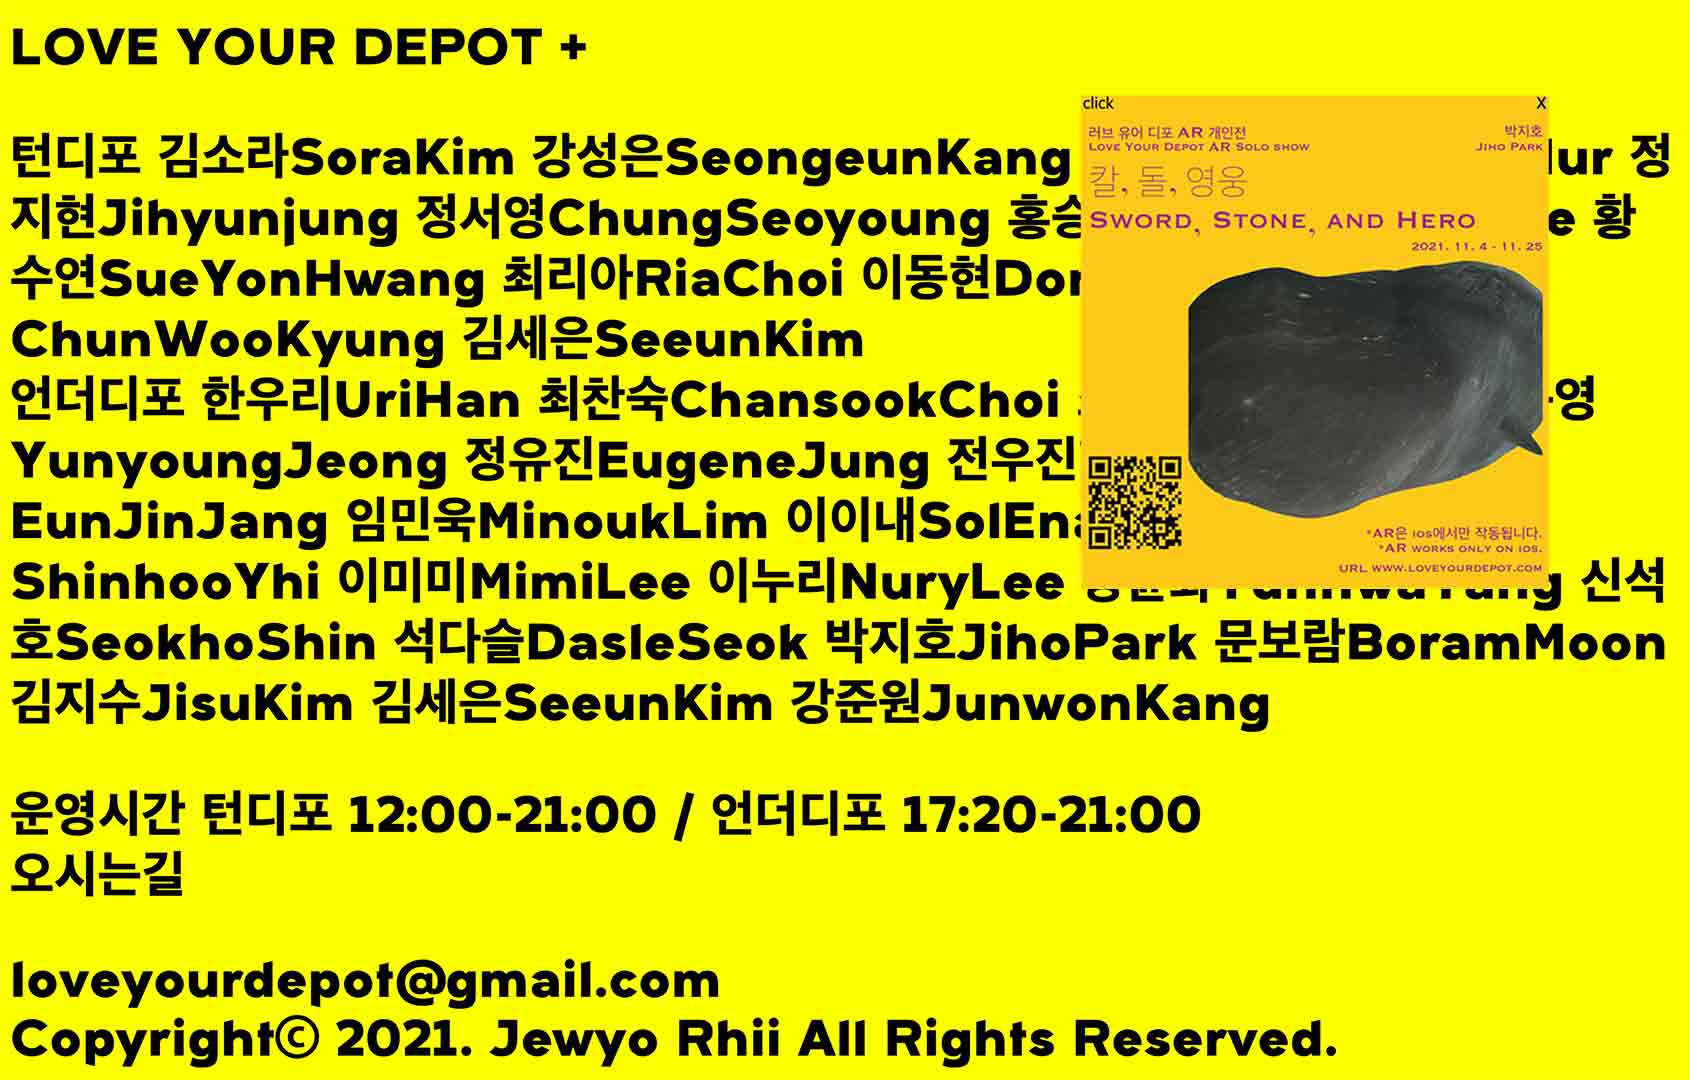 LOVE YOUR DEPOT +
턴디포 김소라SoraKim 강성은SeongeunKang 정
지현Jihyunjung 정서영ChungSeoyoung 황
수연SueYonHwang 최리아RiaChoi
ChunWooKyung 김세은SeeunKim
언더디포 한우리UriHan 최찬숙ChansookChoi
YunyoungJeong 정유진EugeneJung 전우진
EunJinJang 임민욱MinoukLim
ShinhooYhi 이미미MimiLee 이누리NuryLee 신석
호SeokhoShin 석다슬DasleSeok 박지호JihoPark 문보람BoramMoon
김지수JisuKim 김세은SeeunKim 강준원JunwonKang
운영시간 턴디포 12:00-21:00 / 언더디포 17:20-21:00
오시는길
loveyourdepot@gmail.com
Copyright© 2021. Jewyo Rhii All Rights Reserved.
click X
러브 유어 디포 AR 개인전 박지호
Love Your Depot AR Solo show Jiho Park
칼, 돌, 영웅
Sword, Stone, and Hero
2021. 11. 4 - 11. 25
*AR은 ios에서만 작동됩니다.
*AR works only on ios.
URL www.loveyourdepot.com